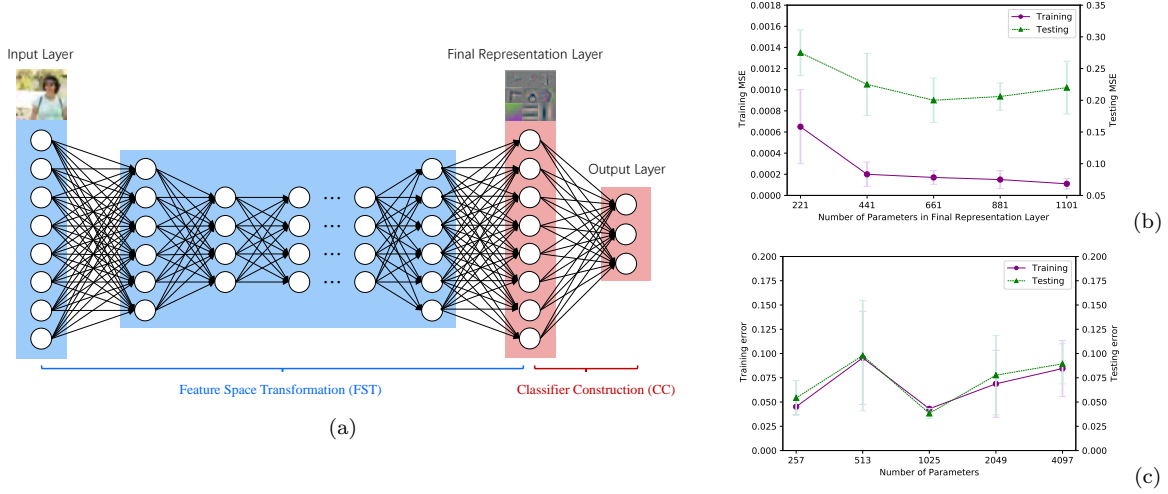 Input Layer
Final Representation Layer
Output Layer
... ...
... ...
... ...
... ...
Feature Space Transformation (FST)
Classifier Construction (CC)
(a)
0.0018
0.0016
0.0014
0.0012
0.0010
0.0008
0.0006
0.0004
0.0002
0.0000
Training MSE
0.35
0.30
0.25
0.20
0.15
0.10
0.05
Testing MSE
Training
Testing
221 441 661 881 1101
Number of Parameters in Final Representation Layer
(b)
0.200
0.175
0.150
0.125
0.100
0.075
0.050
0.025
0.000
Training error
0.200
0.175
0.150
0.125
0.100
0.075
0.050
0.025
0.000
Testing error
Training
Testing
257 513 1025 2049 4097
Number of Parameters
(c)